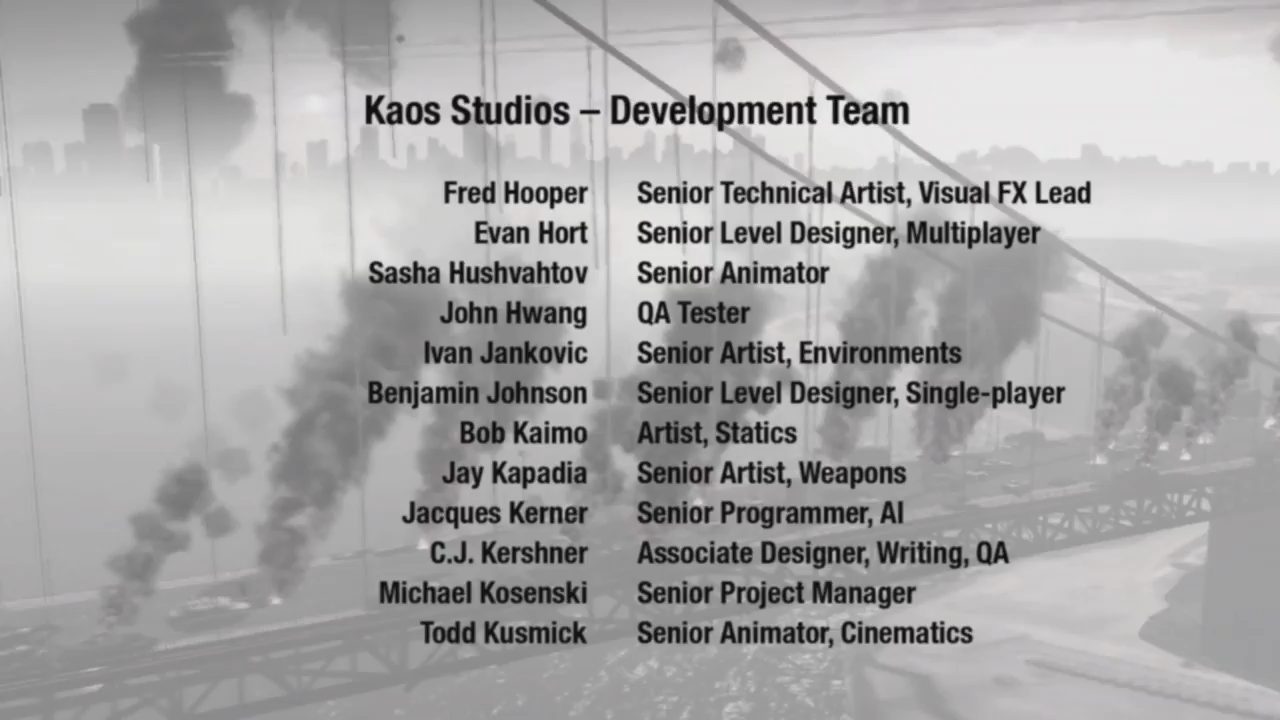 Kaos Studios – Development Team
Fred Hooper Senior Technical Artist, Visual FX Lead
Evan Hort Senior Level Designer, Multiplayer
Sasha Hushvahtov Senior Animator
John Hwang QA Tester
Ivan Jankovic Senior Artist, Environments
Benjamin Johnson Senior Level Designer, Single-player
Bob Kaimo Artist, Statics
Jay Kapadia Senior Artist, Weapons
Jacques Kerner Senior Programmer, AI
C.J. Kershner Associate Designer, Writing, QA
Michael Kosenski Senior Project Manager
Todd Kusmick Senior Animator, Cinematics